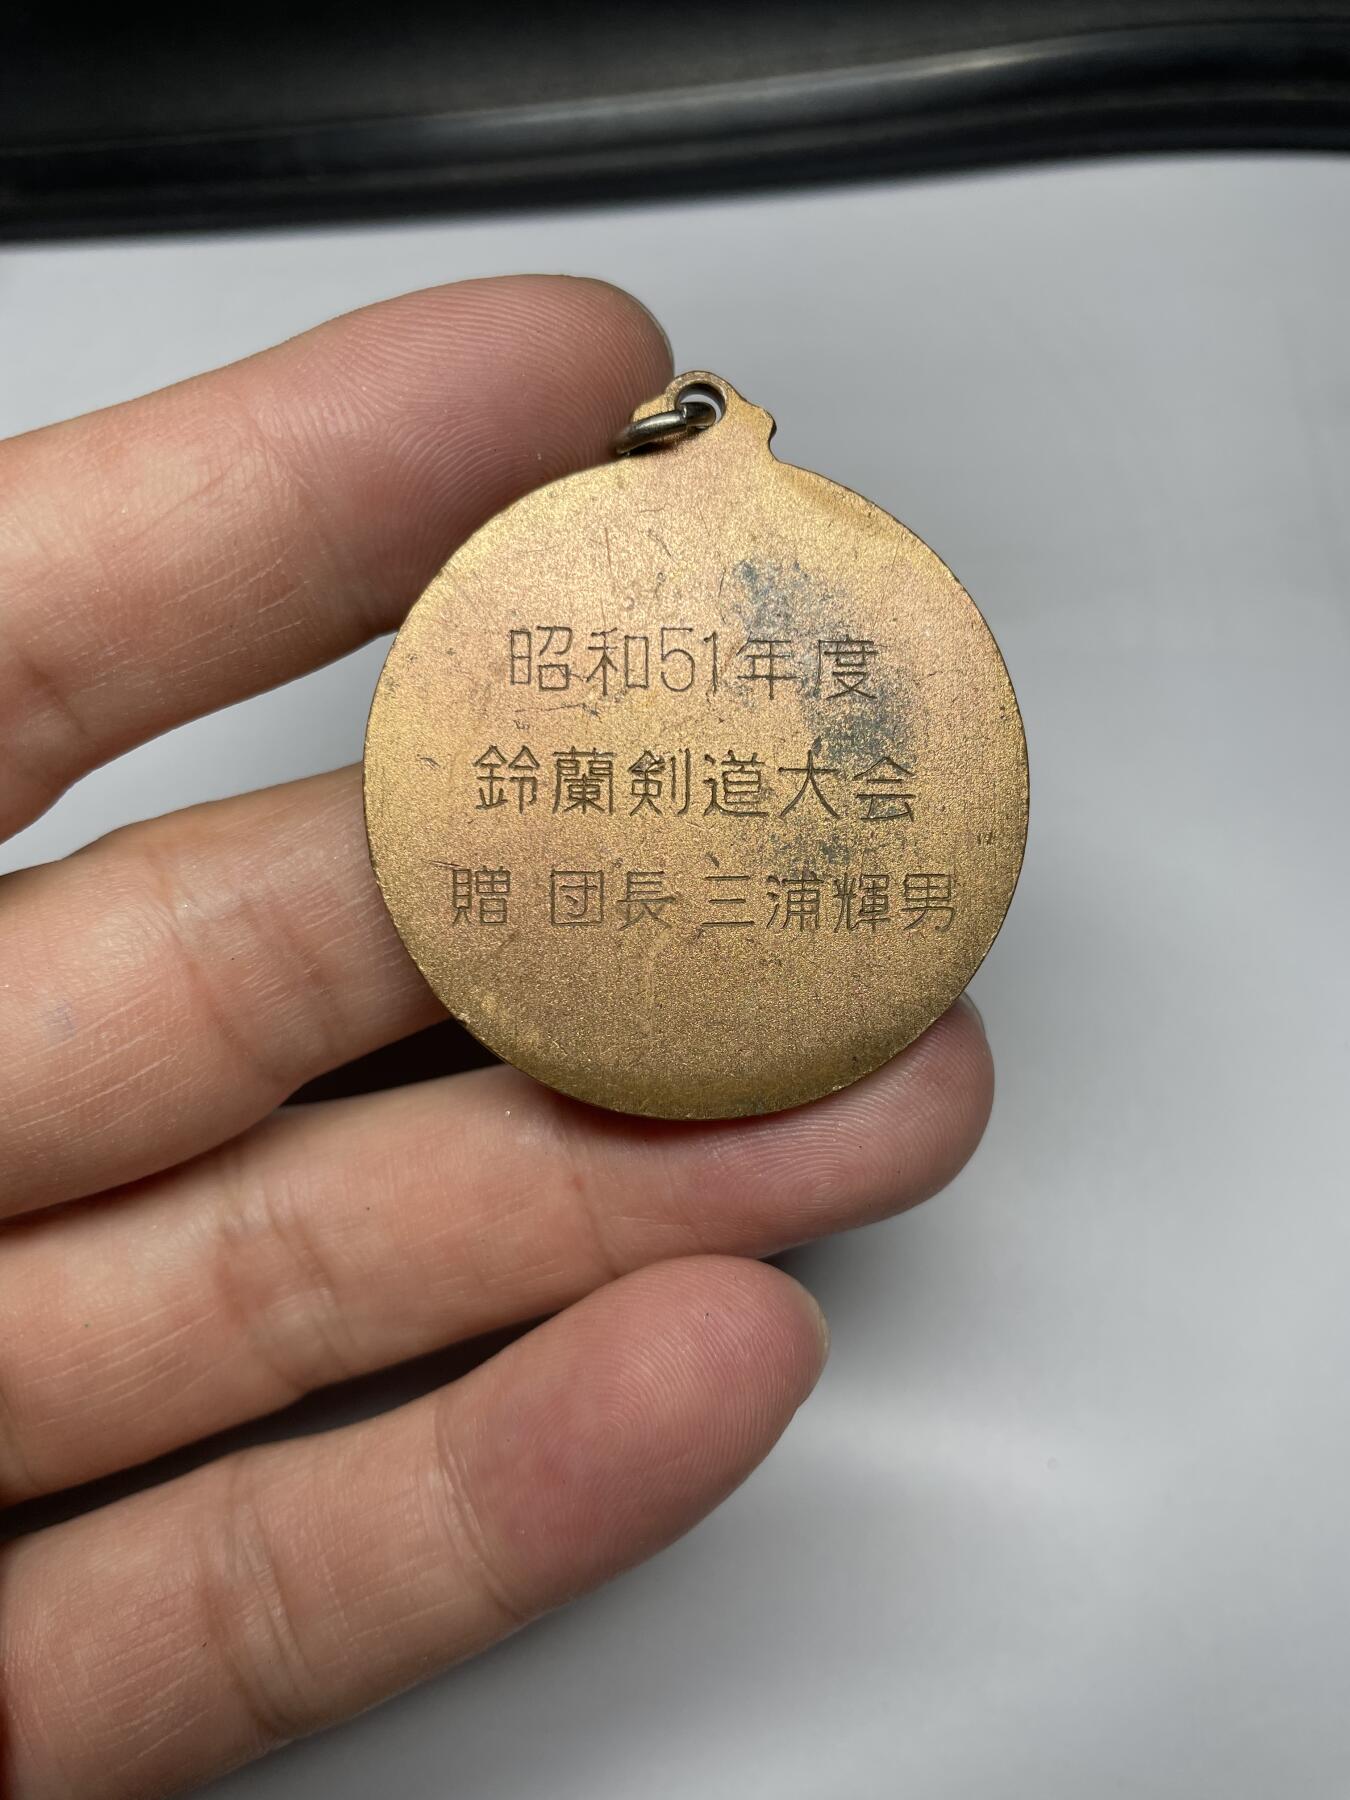 昭和51年度
鈴蘭剣道大会
贈 団長 三浦輝男